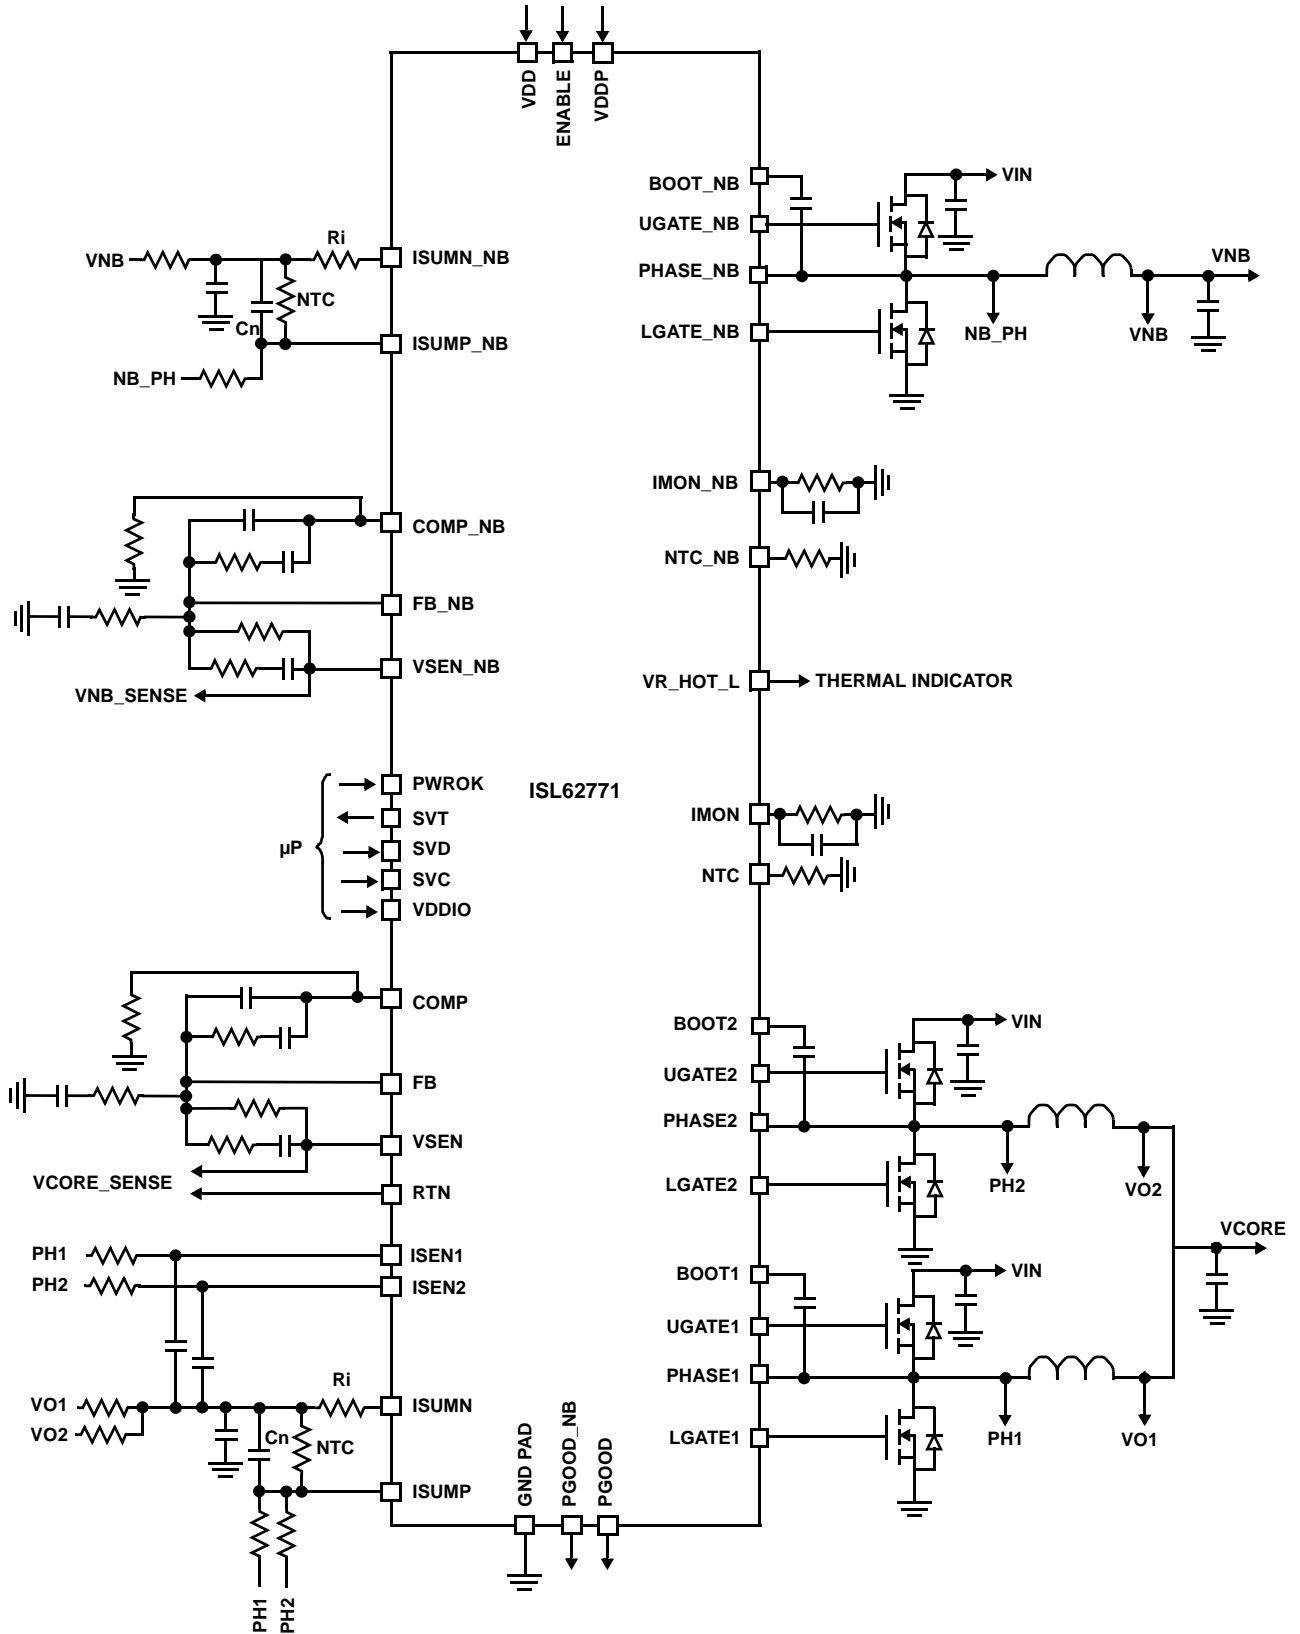 VDD
ENABLE
VDDP
BOOT_NB
VIN
UGATE_NB
Ri
VNB
ISUMN_NB
PHASE_NB
VNB
NTC
Cn
LGATE_NB
NB_PH
VNB
ISUMP_NB
NB_PH
IMON_NB
COMP_NB
NTC_NB
FB_NB
VSEN_NB
VNB_SENSE
VR_HOT_L
THERMAL INDICATOR
PWROK
ISL62771
SVT
IMON
µP
SVD
SVC
NTC
VDDIO
COMP
BOOT2
VIN
FB
UGATE2
PHASE2
VSEN
VCORE_SENSE
RTN
LGATE2
PH2
VO2
VCORE
PH1
ISEN1
PH2
ISEN2
BOOT1
VIN
UGATE1
Ri
PHASE1
VO1
ISUMN
VO2
Cn
NTC
LGATE1
PH1
VO1
ISUMP
GND PAD
PGOOD_NB
PGOOD
PH1
PH2